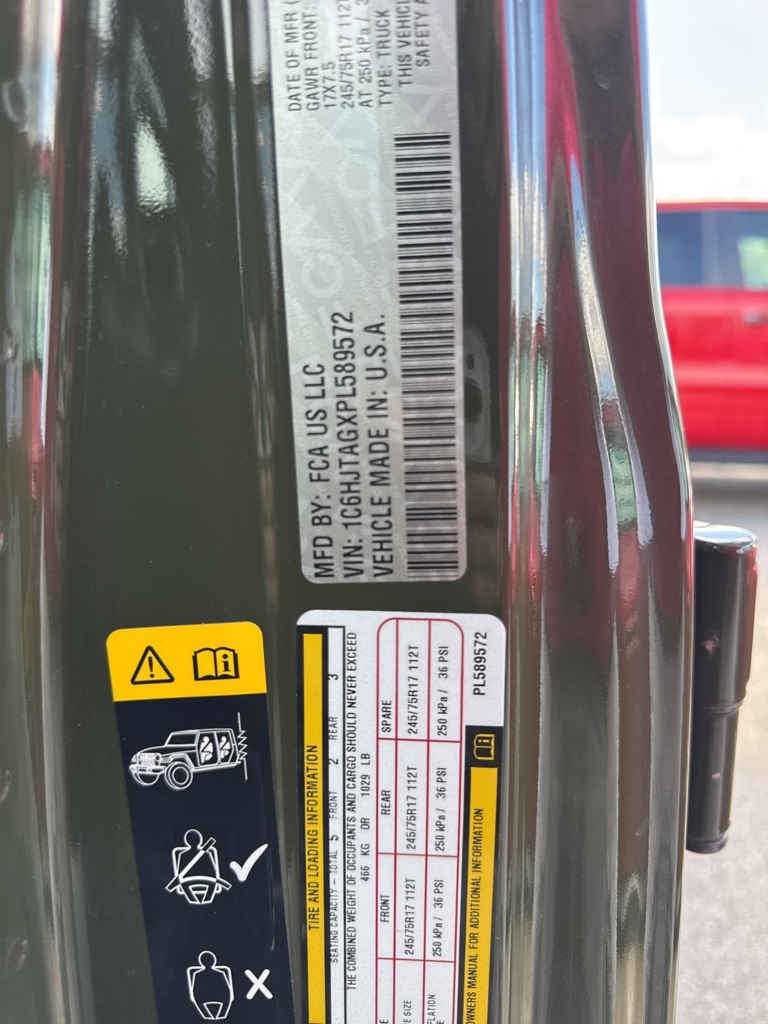 DATE OF MFR (
GAWR FRONT:
17X7.5
245/75R17 112T
AT 250 kPa / 3
TYPE: TRUCK
THIS VEHICL
SAFETY A
MFD BY: FCA US LLC
VIN: 1C6HJTAGXPL589572
VEHICLE MADE IN: U.S.A.
TIRE AND LOADING INFORMATION
SEATING CAPACITY - TOTAL 5 FRONT 2 REAR 3
THE COMBINED WEIGHT OF OCCUPANTS AND CARGO SHOULD NEVER EXCEED
466 KG OR 1029 LB
E FRONT REAR SPARE
E SIZE 245/75R17 112T 245/75R17 112T 245/75R17 112T
FLATION
E 250 kPa / 36 PSI 250 kPa / 36 PSI 250 kPa / 36 PSI
OWNERS MANUAL FOR ADDITIONAL INFORMATION
PL589572